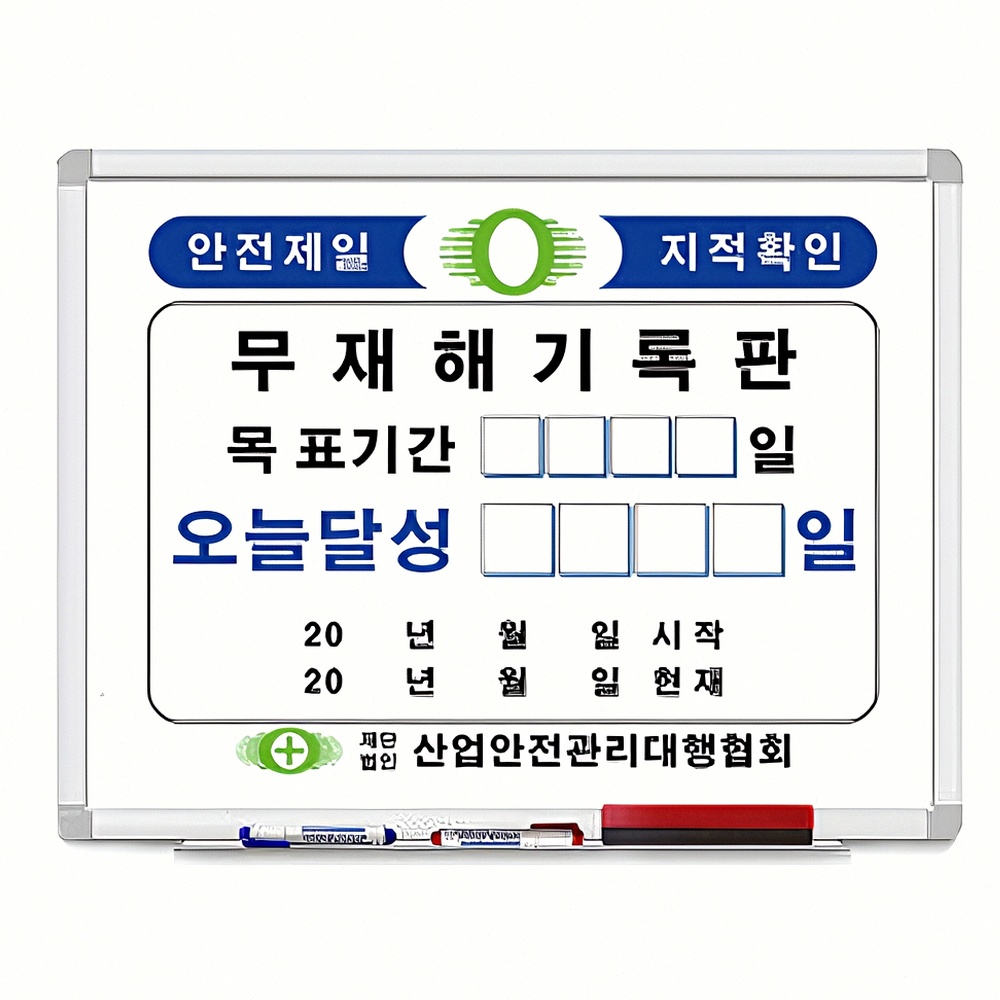 안전제일 지적확인
무재해기록판
목표기간 일
오늘달성 일
20 년 월 일 시작
20 년 월 일 현재
재단법인 산업안전관리대행협회